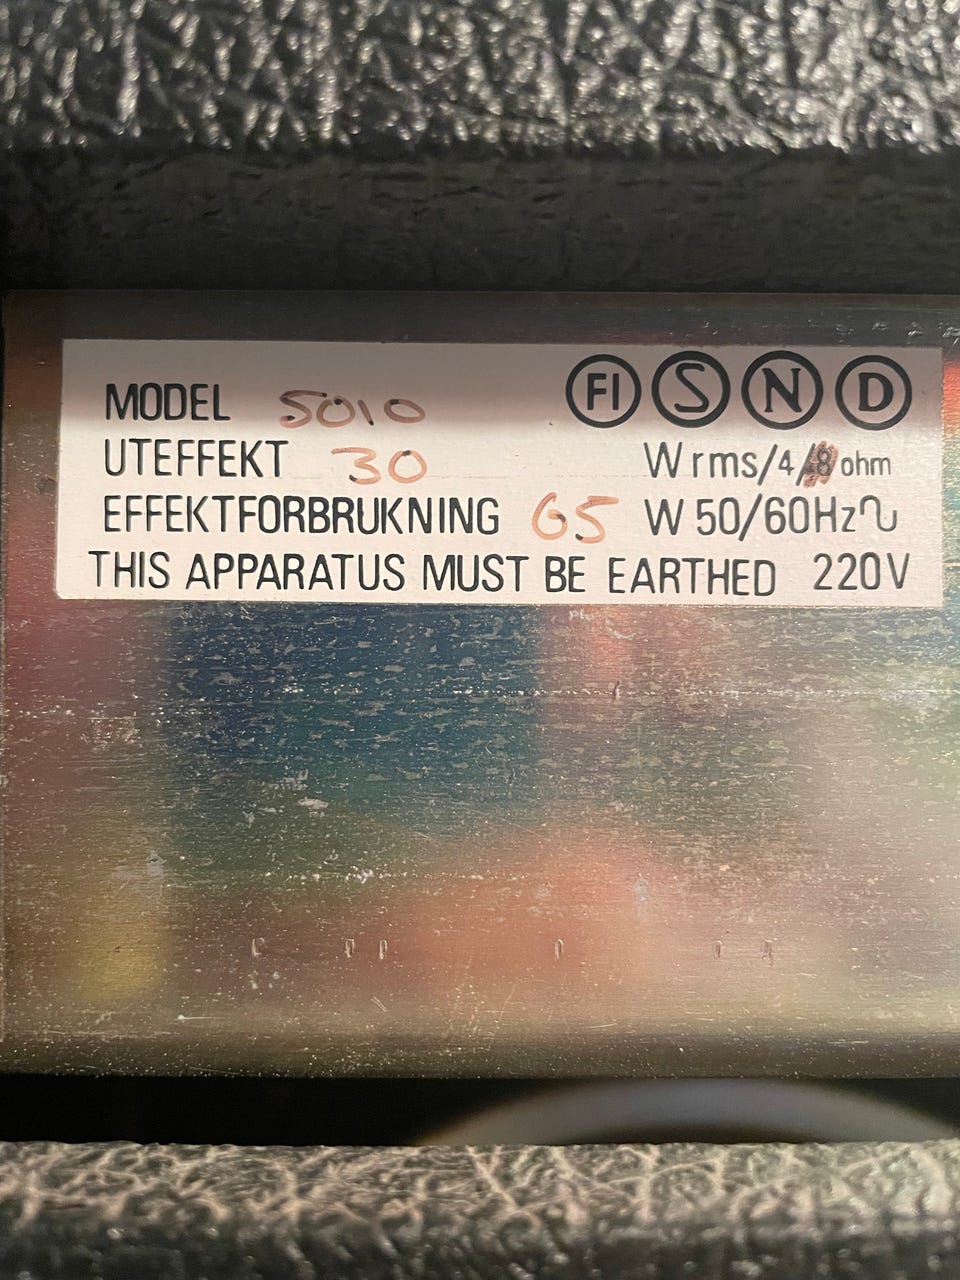 MODEL 5010 FI S N D
UTEFFEKT 30 W rms/4/8 ohm
EFFEKTFORBRUKNING 65 W 50/60Hz∿
THIS APPARATUS MUST BE EARTHED 220V